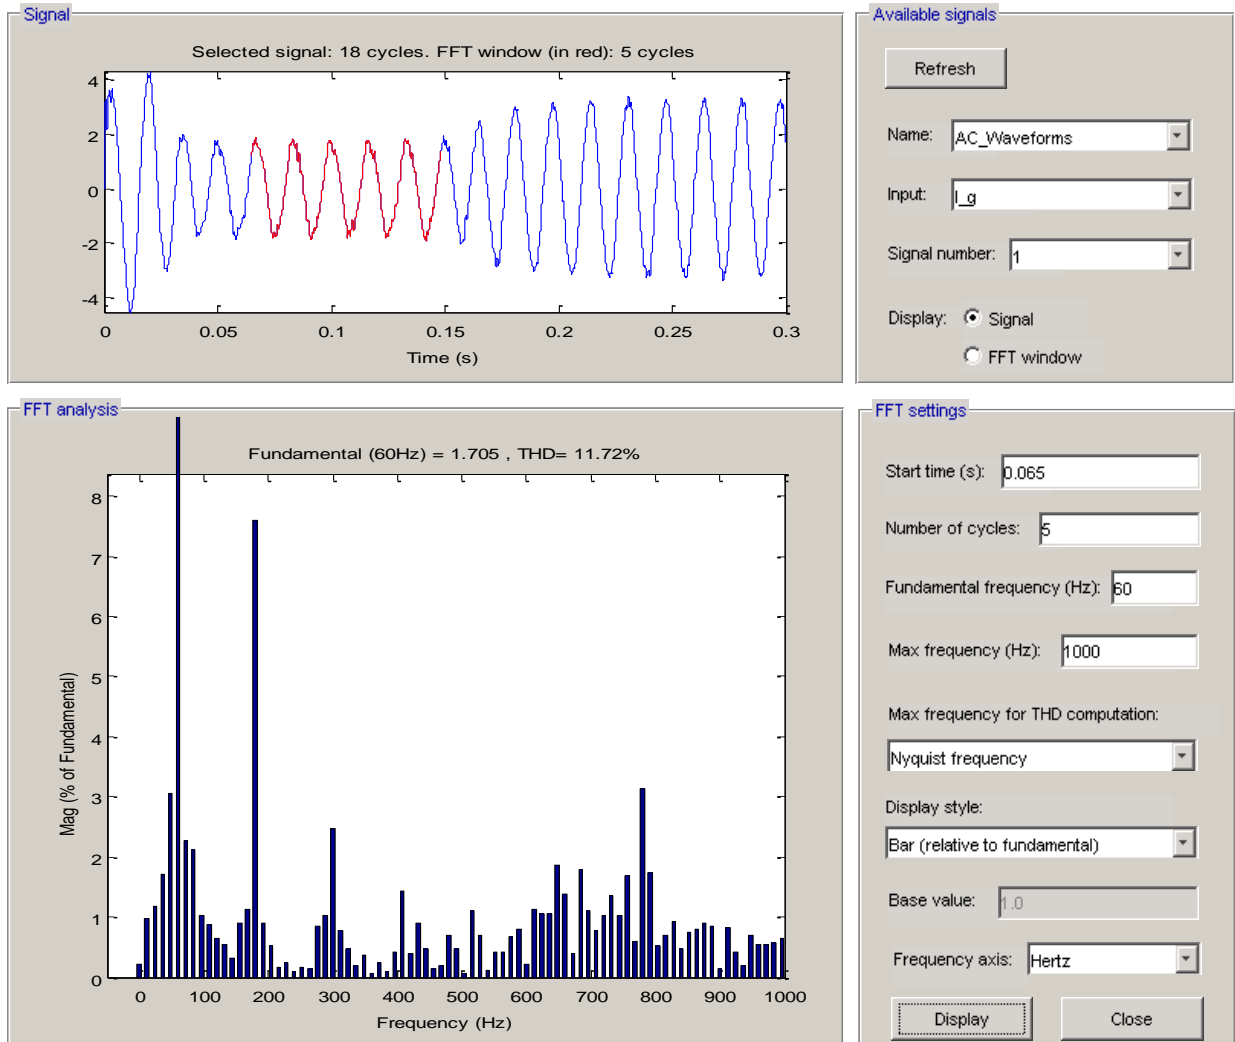 Signal
Selected signal: 18 cycles. FFT window (in red): 5 cycles
4
2
0
-2
-4
0 0.05 0.1 0.15 0.2 0.25 0.3
Time (s)
Available signals
Refresh
Name: AC_Waveforms
Input: I_g
Signal number: 1
Display: Signal
FFT window
FFT analysis
Fundamental (60Hz) = 1.705 , THD= 11.72%
Mag (% of Fundamental)
8
7
6
5
4
3
2
1
0
0 100 200 300 400 500 600 700 800 900 1000
Frequency (Hz)
FFT settings
Start time (s): 0.065
Number of cycles: 5
Fundamental frequency (Hz): 60
Max frequency (Hz): 1000
Max frequency for THD computation:
Nyquist frequency
Display style:
Bar (relative to fundamental)
Base value: 1.0
Frequency axis: Hertz
Display Close